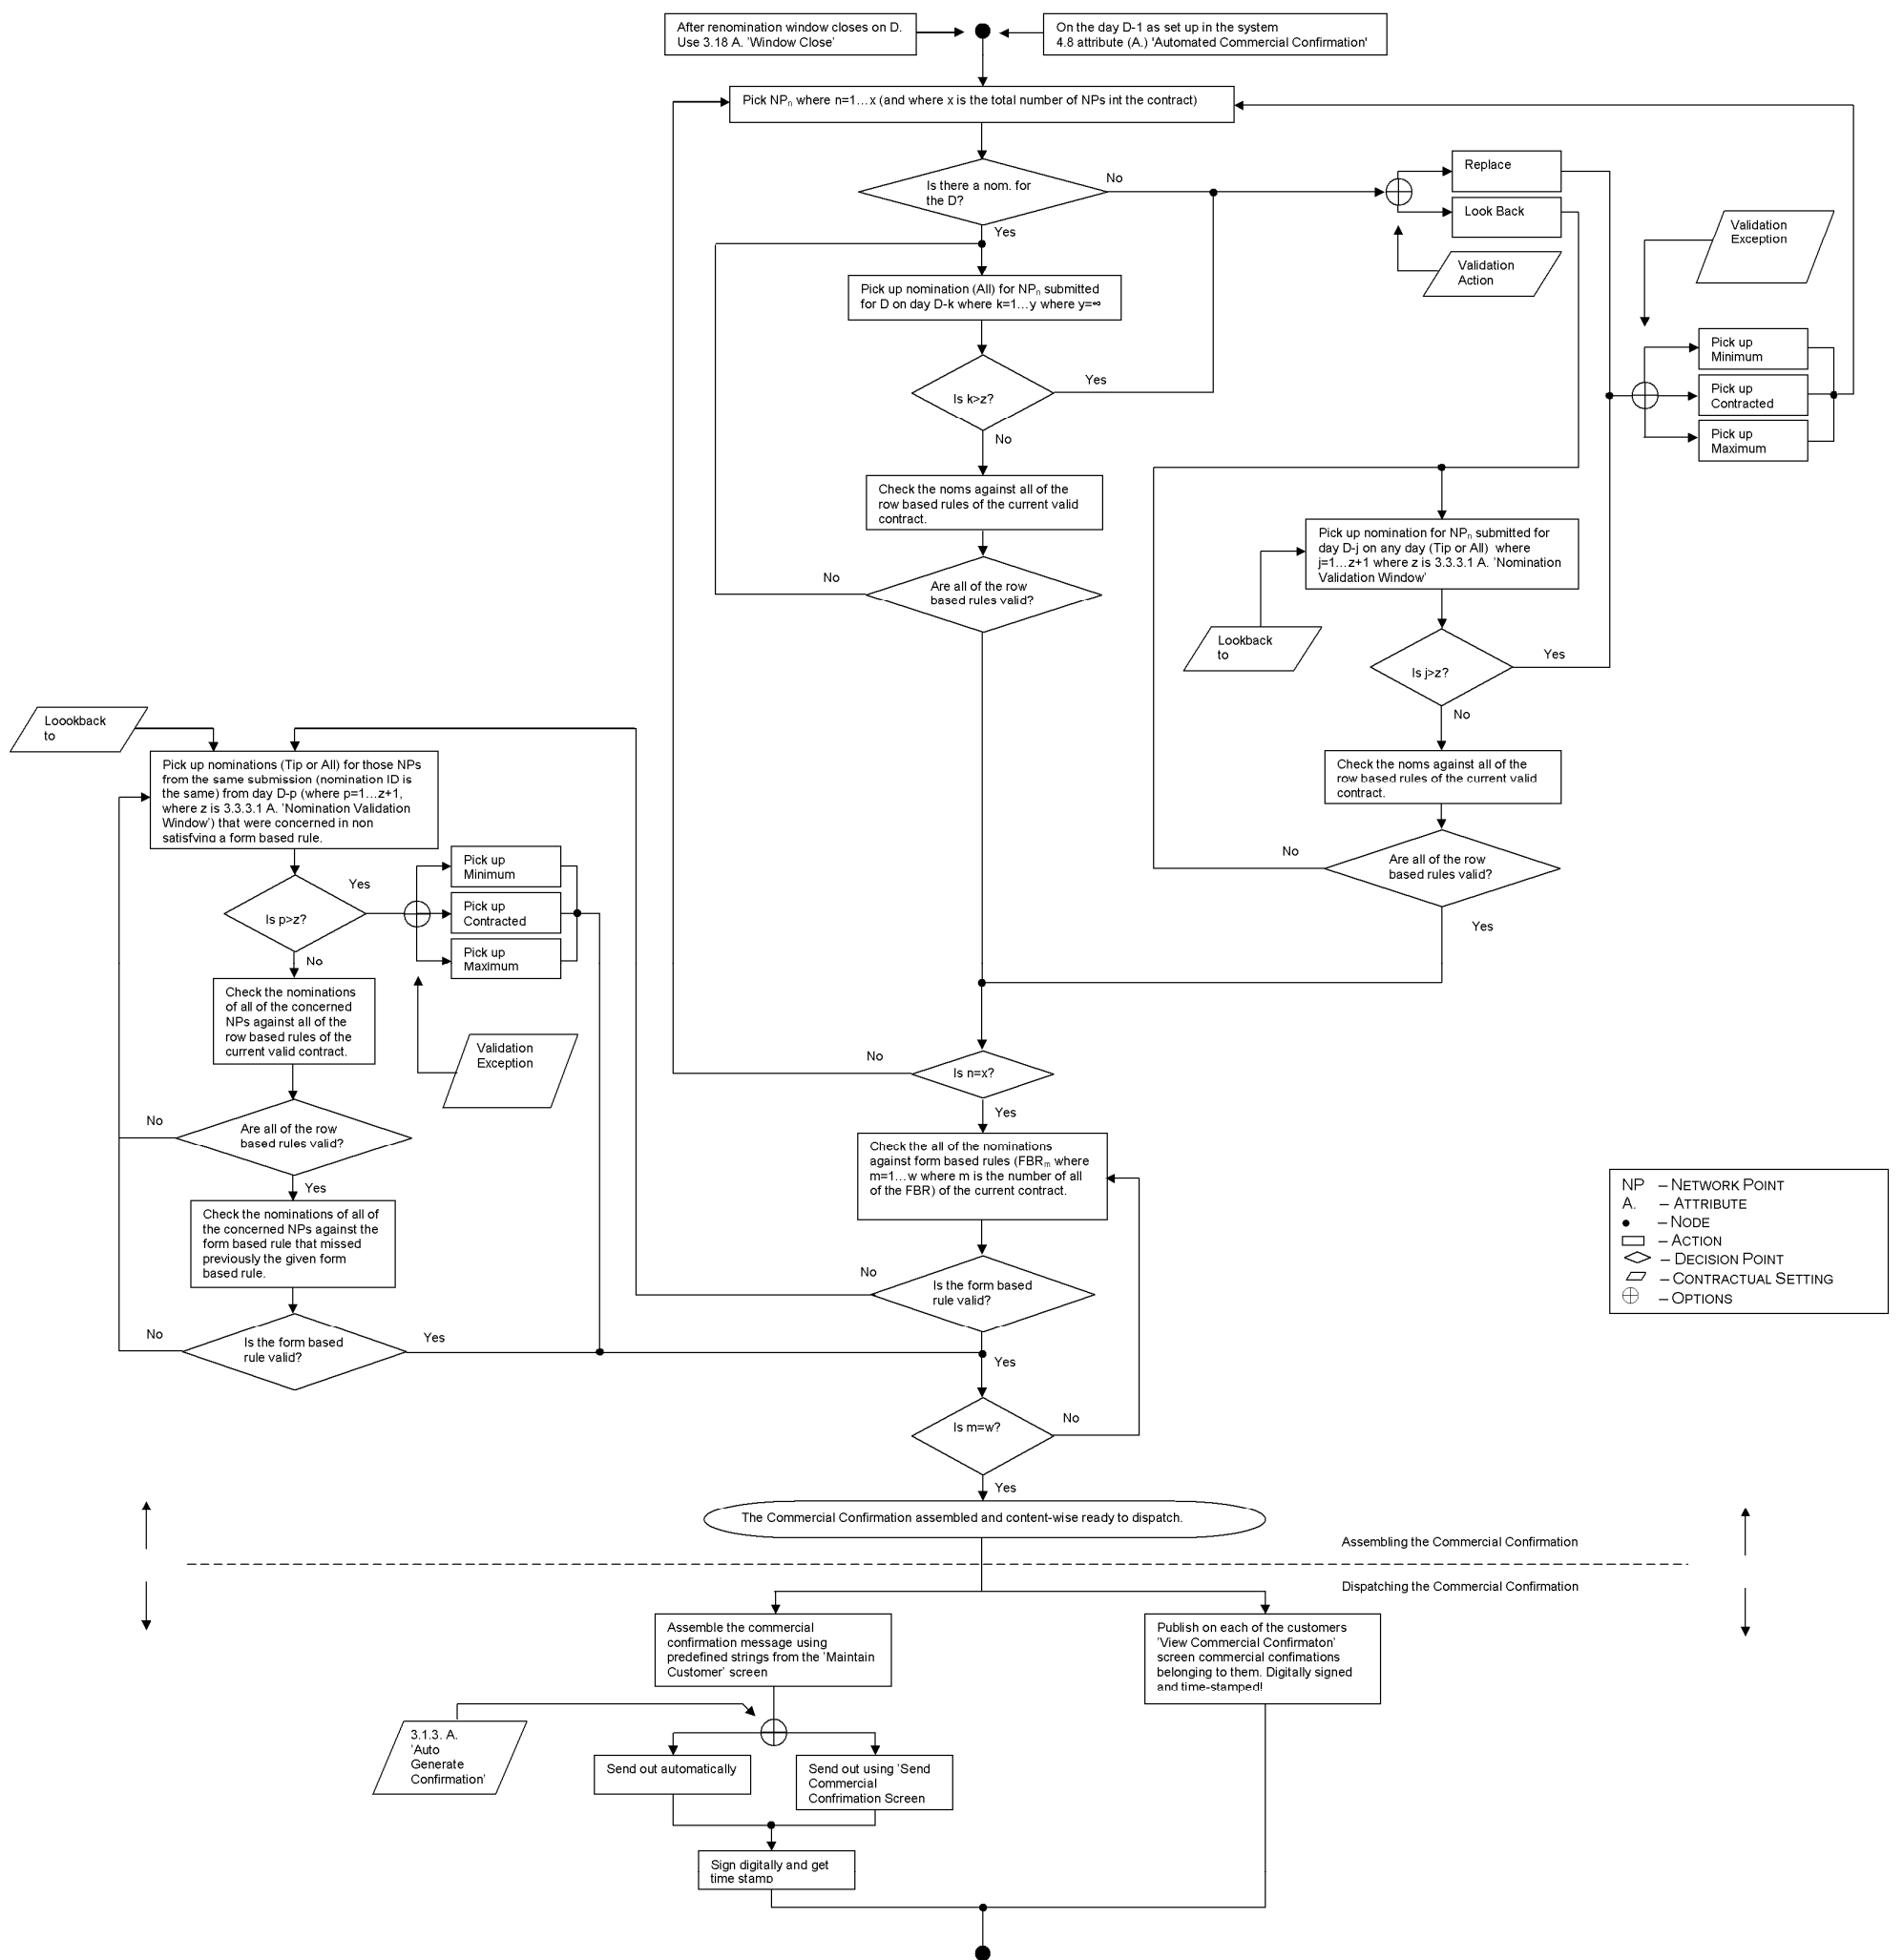 After renomination window closes on D.
Use 3.18 A. 'Window Close'
On the day D-1 as set up in the system
4.8 attribute (A.) 'Automated Commercial Confirmation'
Pick NPn where n=1…x (and where x is the total number of NPs int the contract)
Is there a nom. for
the D?
No
Yes
Replace
Look Back
Validation
Action
Validation
Exception
Pick up nomination (All) for NPn submitted
for D on day D-k where k=1…y where y=∞
Is k>z?
Yes
No
Pick up
Minimum
Pick up
Contracted
Pick up
Maximum
Check the noms against all of the
row based rules of the current valid
contract.
Are all of the row
based rules valid?
No
Pick up nomination for NPn submitted for
day D-j on any day (Tip or All) where
j=1…z+1 where z is 3.3.3.1 A. 'Nomination
Validation Window'
Lookback
to
Is j>z?
Yes
No
Check the noms against all of the
row based rules of the current valid
contract.
Are all of the row
based rules valid?
No
Yes
Loookback
to
Pick up nominations (Tip or All) for those NPs
from the same submission (nomination ID is
the same) from day D-p (where p=1…z+1,
where z is 3.3.3.1 A. 'Nomination Validation
Window') that were concerned in non
satisfying a form based rule.
Is p>z?
Yes
No
Pick up
Minimum
Pick up
Contracted
Pick up
Maximum
Validation
Exception
Check the nominations
of all of the concerned
NPs against all of the
row based rules of the
current valid contract.
Are all of the row
based rules valid?
No
Yes
Check the nominations of all of
the concerned NPs against the
form based rule that missed
previously the given form
based rule.
Is the form based
rule valid?
No
Yes
Is n=x?
No
Yes
Check the all of the nominations
against form based rules (FBRm where
m=1…w where m is the number of all
of the FBR) of the current contract.
Is the form based
rule valid?
No
Yes
Is m=w?
No
Yes
NP – NETWORK POINT
A. – ATTRIBUTE
– NODE
– ACTION
– DECISION POINT
– CONTRACTUAL SETTING
– OPTIONS
The Commercial Confirmation assembled and content-wise ready to dispatch.
Assembling the Commercial Confirmation
Dispatching the Commercial Confirmation
Assemble the commercial
confirmation message using
predefined strings from the 'Maintain
Customer' screen
Publish on each of the customers
'View Commercial Confirmaton'
screen commercial confimations
belonging to them. Digitally signed
and time-stamped!
3.1.3. A.
'Auto
Generate
Confirmation'
Send out automatically
Send out using 'Send
Commercial
Confrimation Screen
Sign digitally and get
time stamp